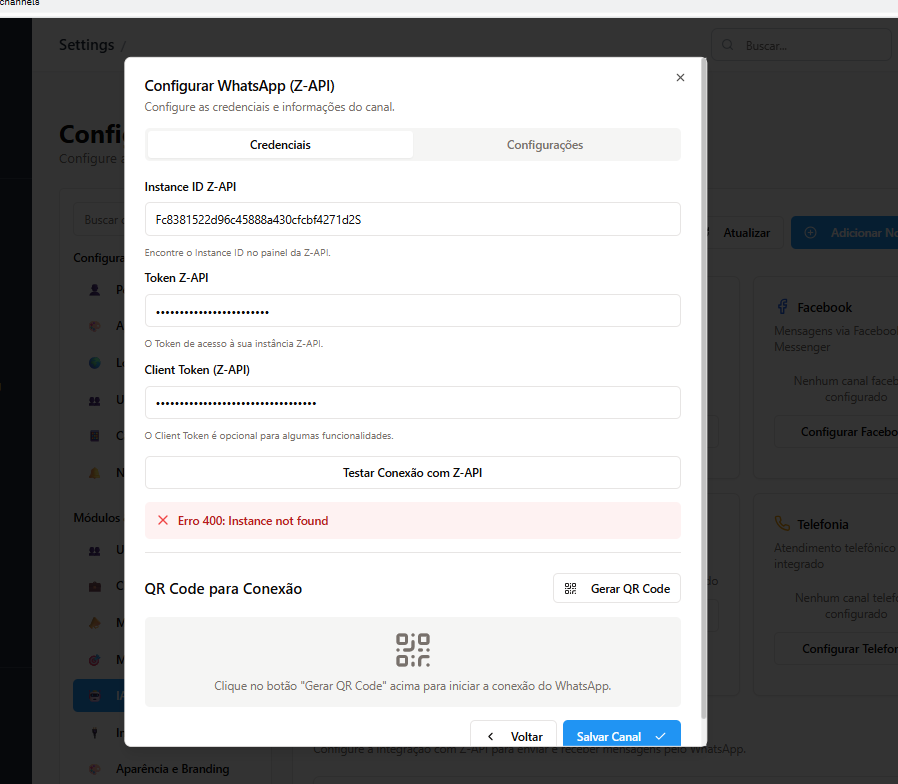 channels
Settings /
Buscar...
Configurar WhatsApp (Z-API)
Configure as credenciais e informações do canal.
Credenciais
Configurações
Confi
Configure a
Instance ID Z-API
Fc8381522d96c45888a430cfcbf4271d2S
Buscar
Atualizar
Adicionar No
Encontre o Instance ID no painel da Z-API.
Configura
Token Z-API
••••••••••••••••••••••••
O Token de acesso à sua instância Z-API.
Facebook
Mensagens via Facebook
Messenger
Client Token (Z-API)
••••••••••••••••••••••••••••••••••
Nenhum canal faceb
configurado
O Client Token é opcional para algumas funcionalidades.
Configurar Facebo
Testar Conexão com Z-API
Erro 400: Instance not found
Módulos
Telefonia
Atendimento telefônico
integrado
QR Code para Conexão
Gerar QR Code
Nenhum canal telef
configurado
Clique no botão "Gerar QR Code" acima para iniciar a conexão do WhatsApp.
Configurar Telefor
IA
Voltar
Salvar Canal
Configure a integração com Z-API para enviar e receber mensagens pelo WhatsApp.
Aparência e Branding